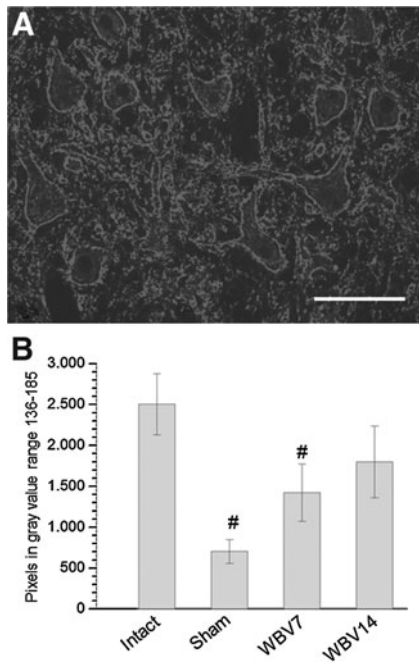 A
B
Pixels in gray value range 136-185
3.000
2.500
2.000
1.500
1.000
500
0
#
#
Intact
Sham
WBV7
WBV14